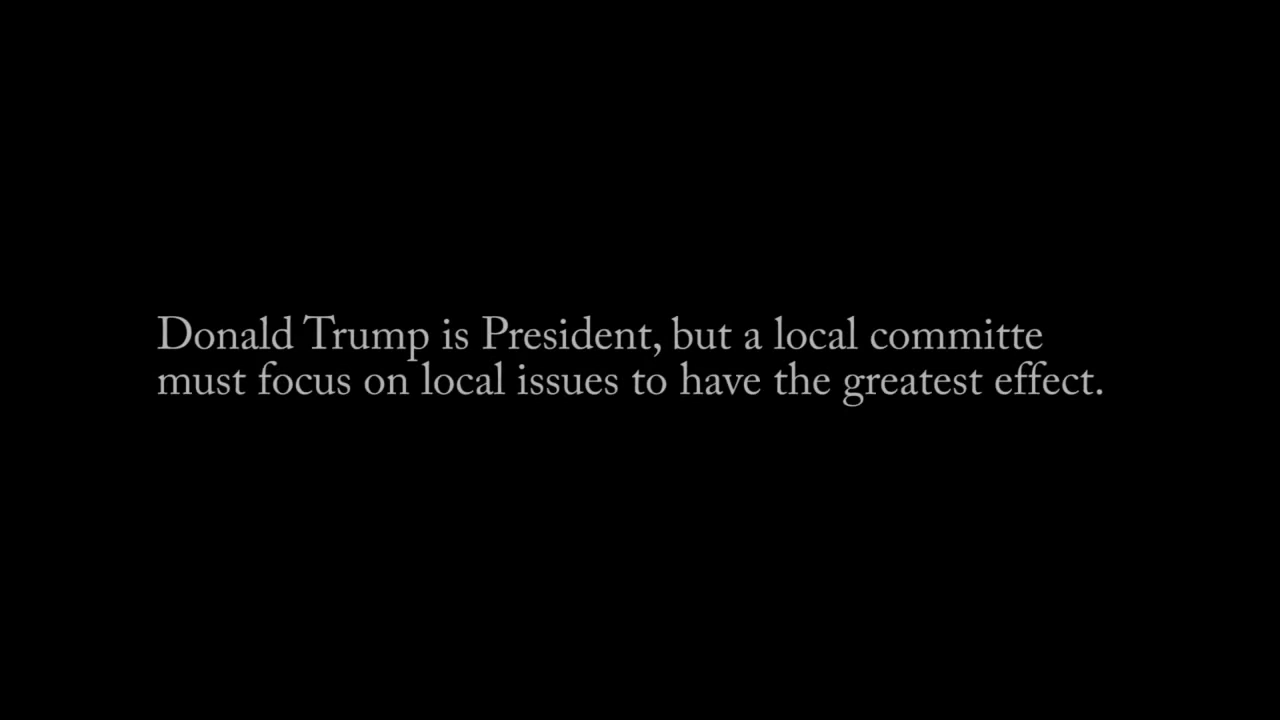 Donald Trump is President, but a local committe
must focus on local issues to have the greatest effect.